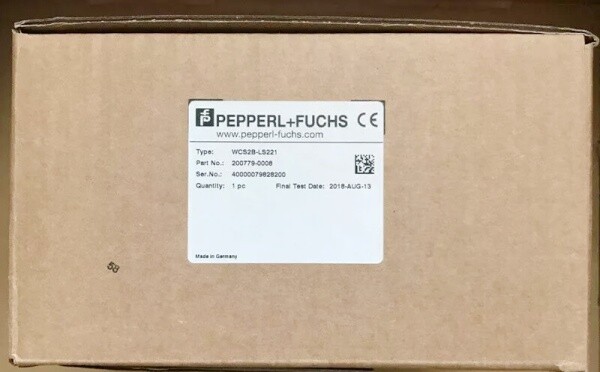 PEPPERL+FUCHS CE
www.pepperl-fuchs.com
Type: WCS2B-LS221
Part No.: 200779-0008
Ser.No.: 40000079828200
Quantity: 1 pc Final Test Date: 2018-AUG-13
Made in Germany
58